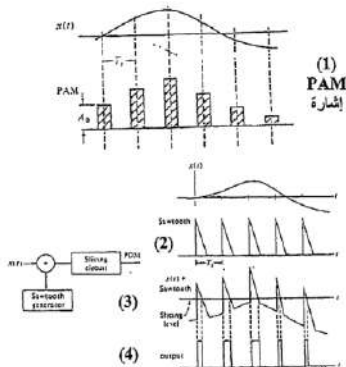 x(t)
T_s
(1)
PAM
PAM
إشارة
A_0
x(t)
t
Sawtooth
(2)
t
T_s
x(t)
+
Slicing circuit
PDM
x(t) +
Sawtooth
Sawtooth generator
(3)
Slicing level
t
(4)
output
t